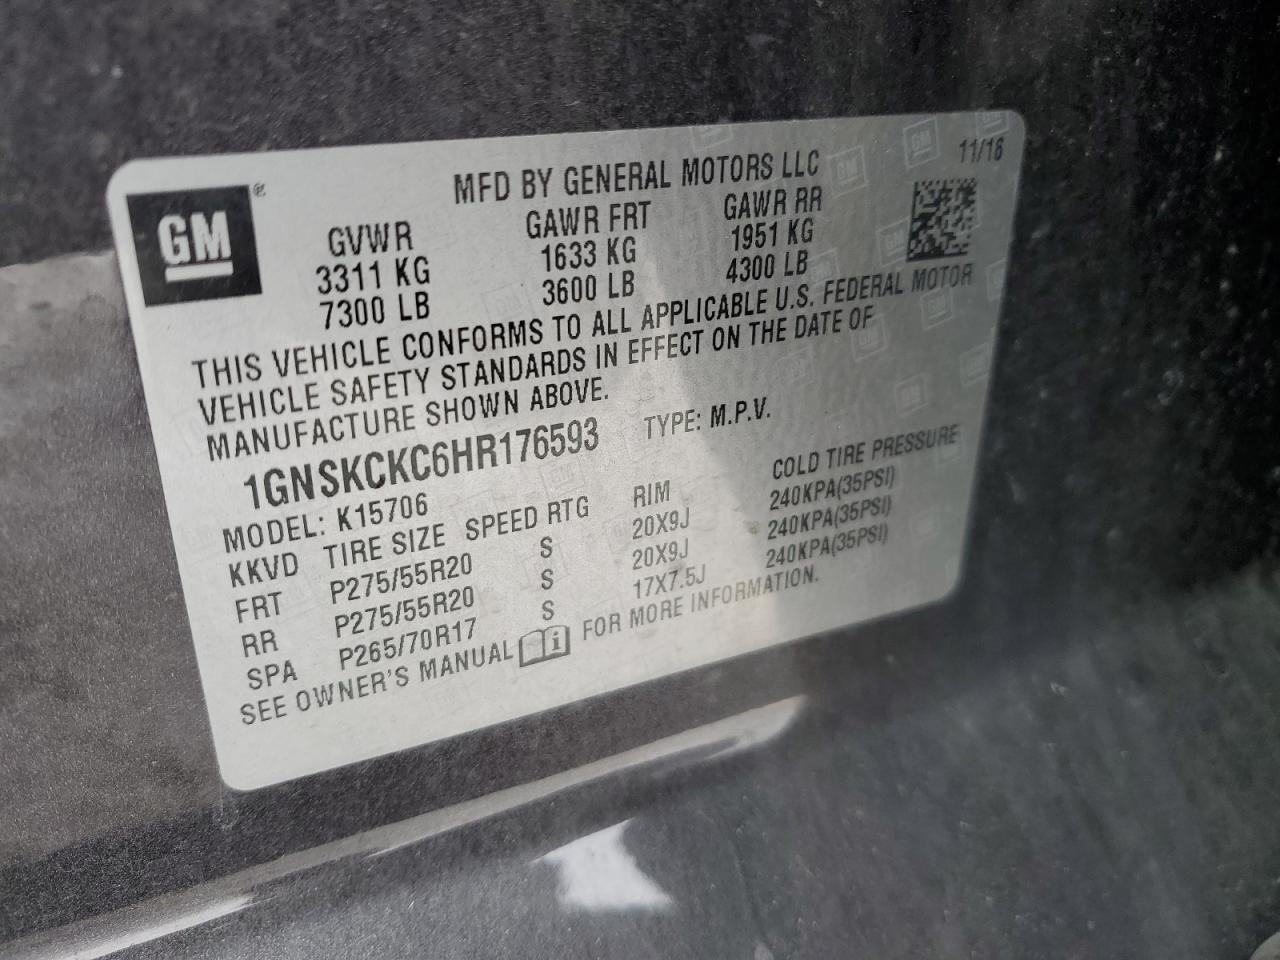 11/16
MFD BY GENERAL MOTORS LLC
GM ®
GVWR GAWR FRT GAWR RR
3311 KG 1633 KG 1951 KG
7300 LB 3600 LB 4300 LB
THIS VEHICLE CONFORMS TO ALL APPLICABLE U.S. FEDERAL MOTOR
VEHICLE SAFETY STANDARDS IN EFFECT ON THE DATE OF
MANUFACTURE SHOWN ABOVE.
1GNSKCKC6HR176593 TYPE: M.P.V.
MODEL: K15706
KKVD TIRE SIZE SPEED RTG RIM COLD TIRE PRESSURE
FRT P275/55R20 S 20X9J 240KPA(35PSI)
RR P275/55R20 S 20X9J 240KPA(35PSI)
SPA P265/70R17 S 17X7.5J 240KPA(35PSI)
SEE OWNER'S MANUAL i FOR MORE INFORMATION.